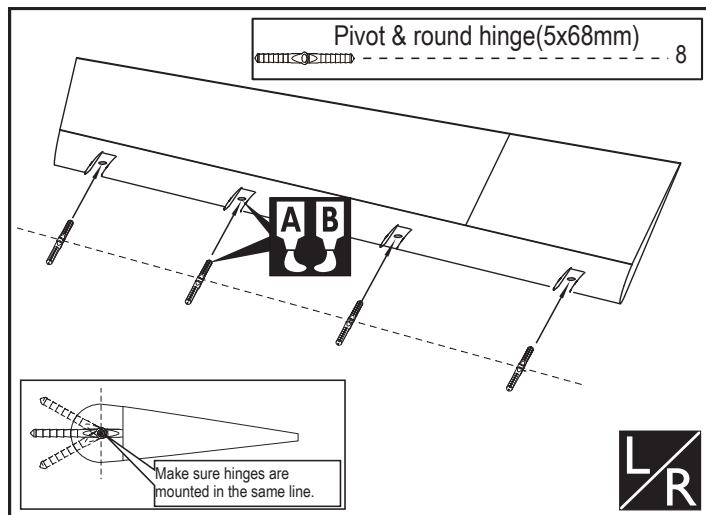 Pivot & round hinge(5x68mm)
8
A B
Make sure hinges are
mounted in the same line.
L/R